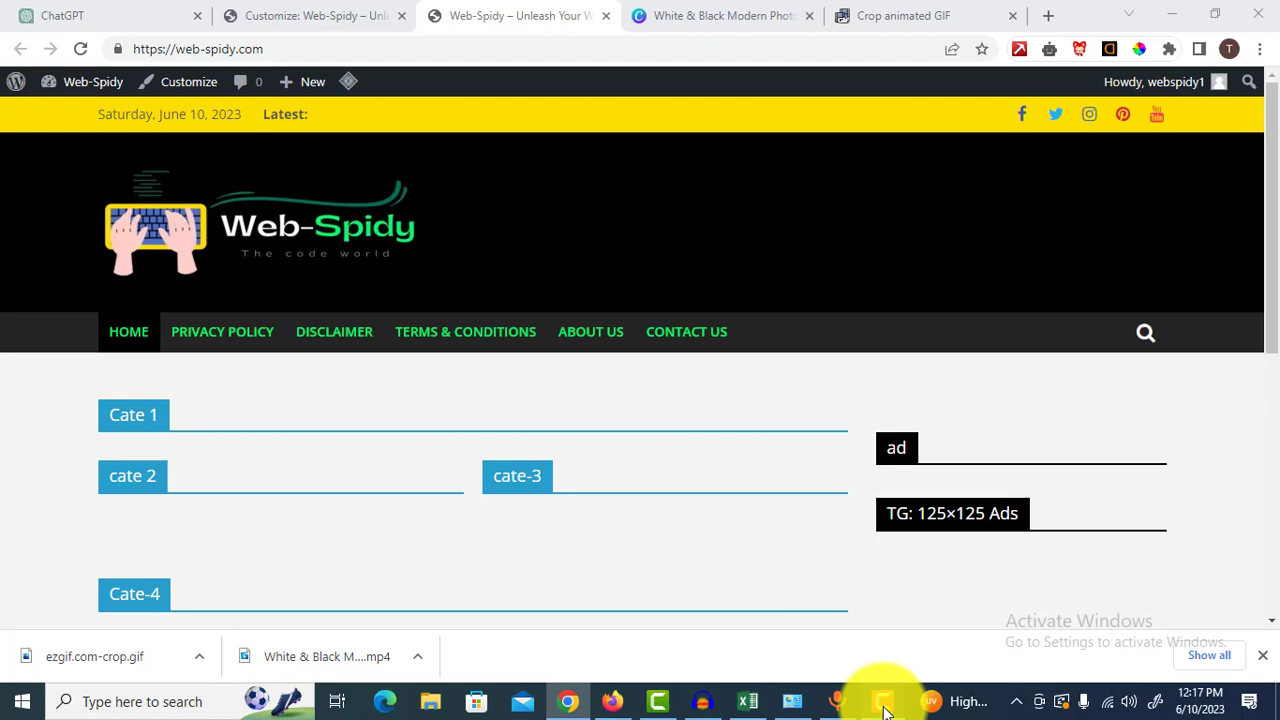 ChatGPT
Customize: Web-Spidy – Unle
Web-Spidy – Unleash Your W
White & Black Modern Photo
Crop animated GIF
https://web-spidy.com
T
Web-Spidy
Customize
0
New
Howdy, webspidy1
Saturday, June 10, 2023
Latest:
Web-Spidy
The code world
HOME
PRIVACY POLICY
DISCLAIMER
TERMS & CONDITIONS
ABOUT US
CONTACT US
Cate 1
ad
cate 2
cate-3
TG: 125×125 Ads
Cate-4
Activate Windows
Go to Settings to activate Windows.
ezgif.com-crop.gif
White & Black M....mp4
Show all
Type here to search
UV
High...
12:17 PM
6/10/2023